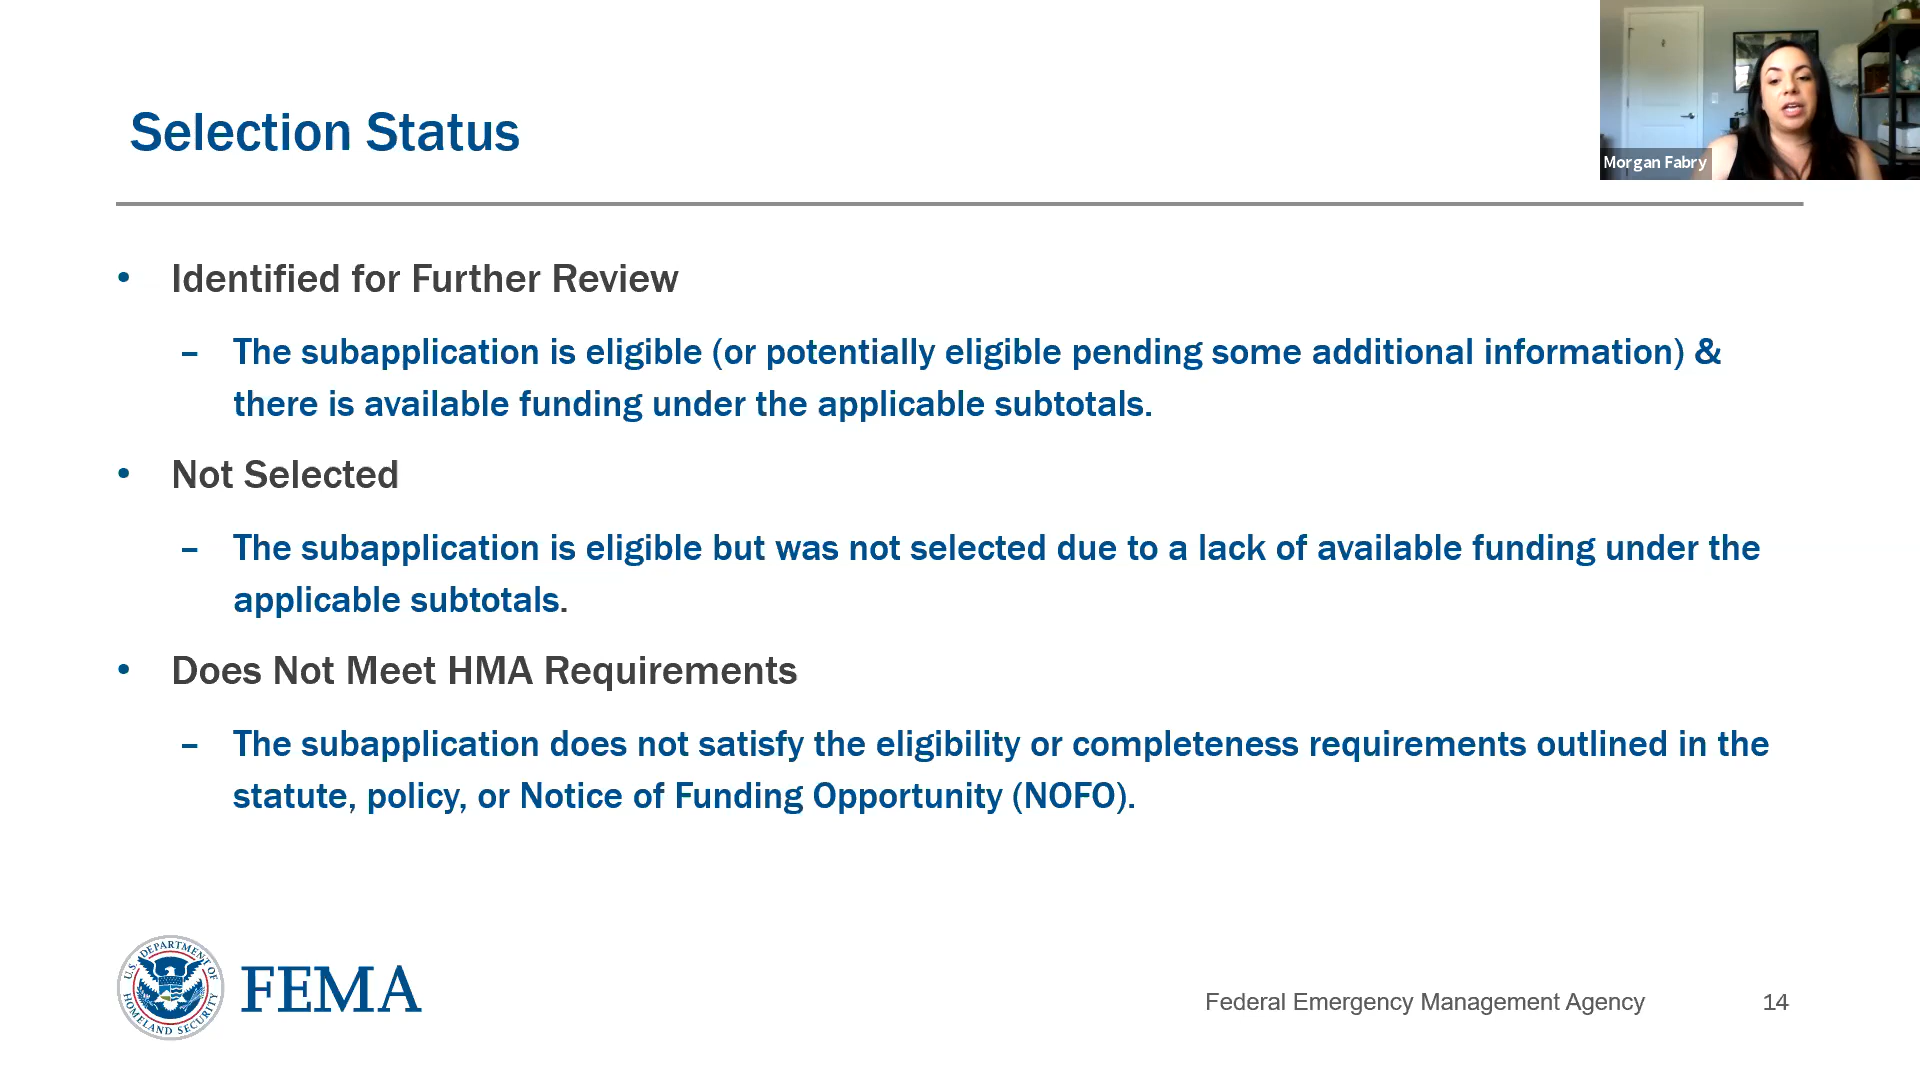 Selection Status
Morgan Fabry
• Identified for Further Review
– The subapplication is eligible (or potentially eligible pending some additional information) &
there is available funding under the applicable subtotals.
• Not Selected
– The subapplication is eligible but was not selected due to a lack of available funding under the
applicable subtotals.
• Does Not Meet HMA Requirements
– The subapplication does not satisfy the eligibility or completeness requirements outlined in the
statute, policy, or Notice of Funding Opportunity (NOFO).
U.S. DEPARTMENT OF HOMELAND SECURITY
FEMA
Federal Emergency Management Agency
14